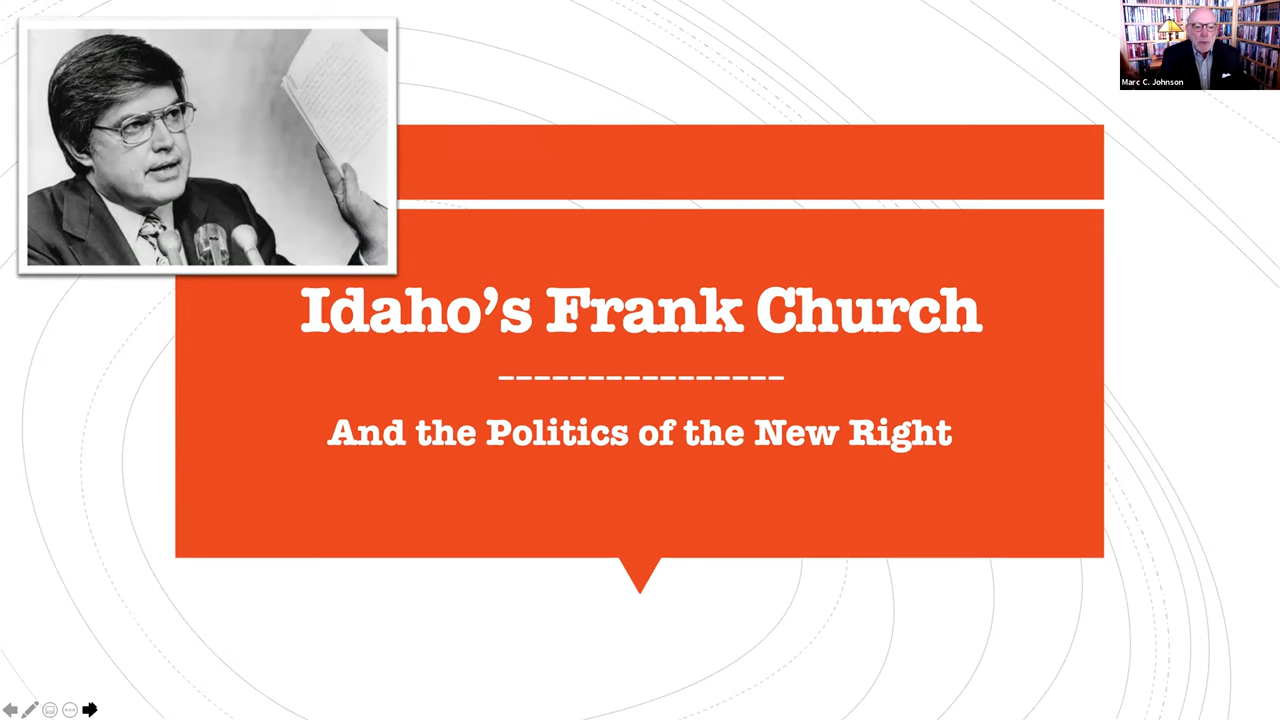 Marc C. Johnson
Idaho’s Frank Church
----------------
And the Politics of the New Right